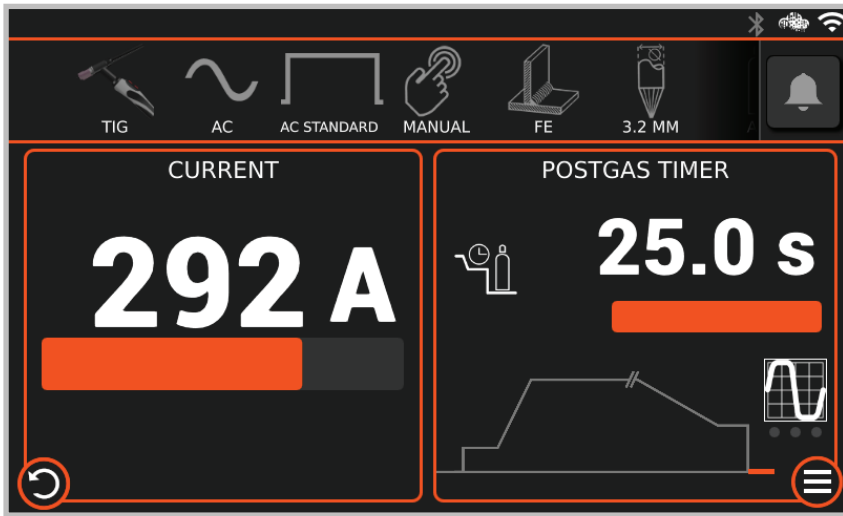 TIG
AC
AC STANDARD
MANUAL
FE
3.2 MM
CURRENT
292 A
POSTGAS TIMER
25.0 s